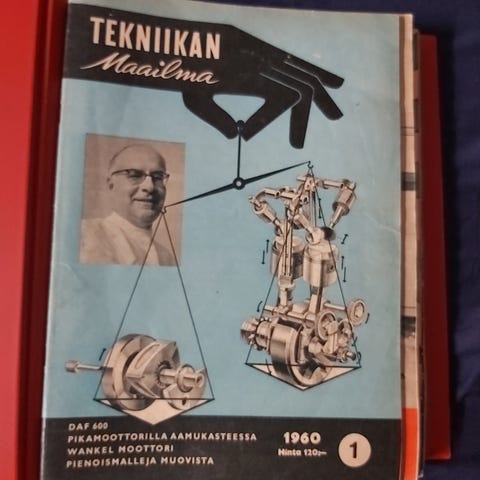 TEKNIIKAN
Maailma
DAF 600
PIKAMOOTTORILLA AAMUKASTEESSA
WANKEL MOOTTORI
PIENOISMALLEJA MUOVISTA
1960
Hinta 120:—
1